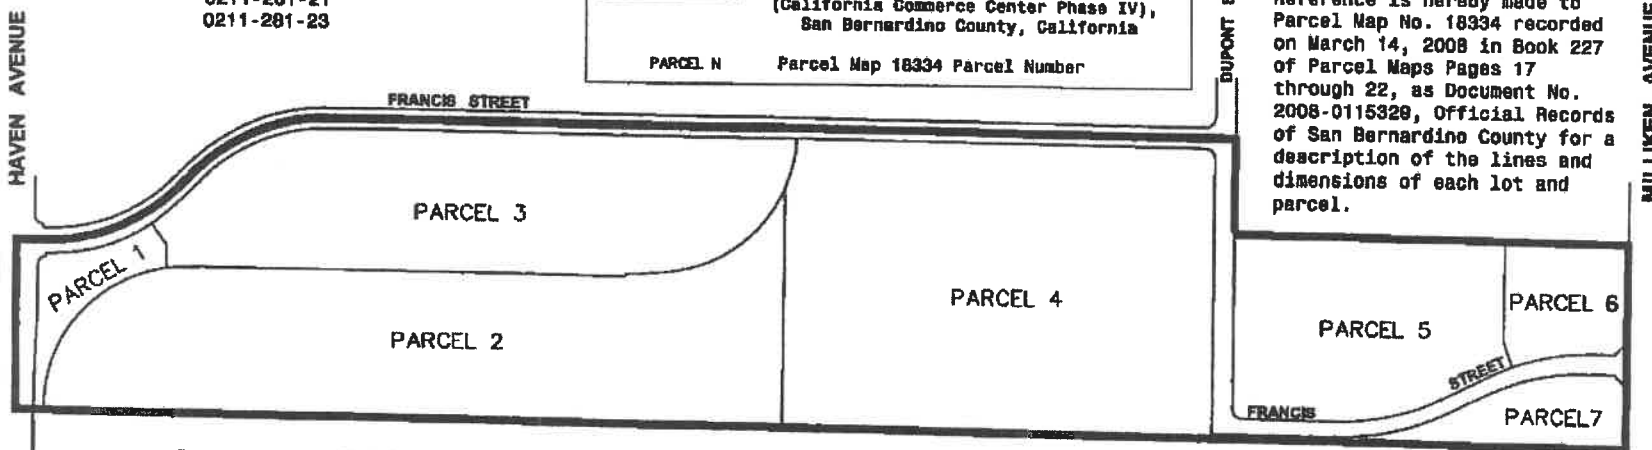 0211-281-23
(California Commerce Center Phase IV),
San Bernardino County, California
PARCEL N Parcel Map 18334 Parcel Number
Parcel Map No. 18334 recorded
on March 14, 2008 in Book 227
of Parcel Maps Pages 17
through 22, as Document No.
2008-0115329, Official Records
of San Bernardino County for a
description of the lines and
dimensions of each lot and
parcel.
HAVEN AVENUE
DUPONT
AVENUE
FRANCIS STREET
PARCEL 1
PARCEL 3
PARCEL 2
PARCEL 4
PARCEL 5
PARCEL 6
FRANCIS STREET
PARCEL7